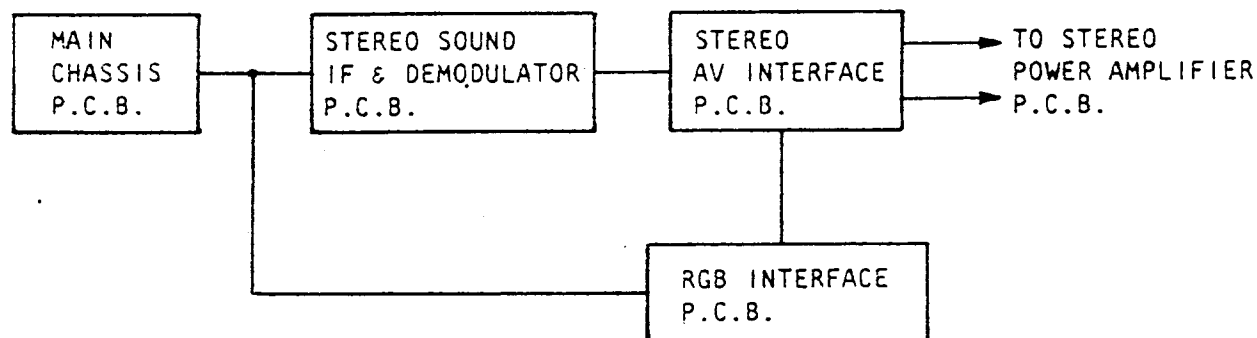 MAIN
CHASSIS
P.C.B.
STEREO SOUND
IF & DEMODULATOR
P.C.B.
STEREO
AV INTERFACE
P.C.B.
TO STEREO
POWER AMPLIFIER
P.C.B.
RGB INTERFACE
P.C.B.